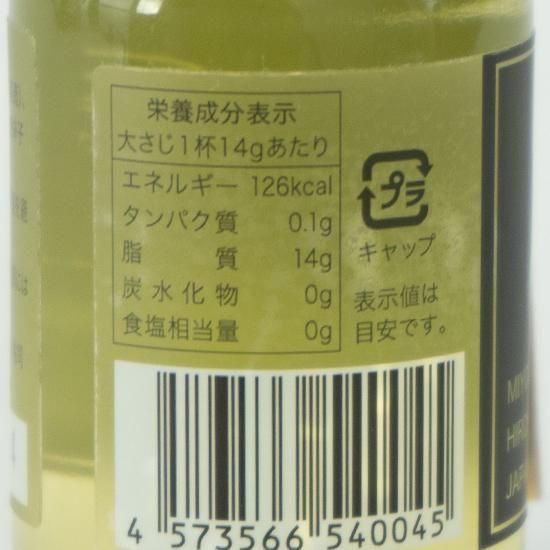 栄養成分表示
大さじ1杯14gあたり
エネルギー 126kcal
タンパク質 0.1g
脂質 14g
炭水化物 0g
食塩相当量 0g
プラ
キャップ
表示値は
目安です。
4 573566 540045